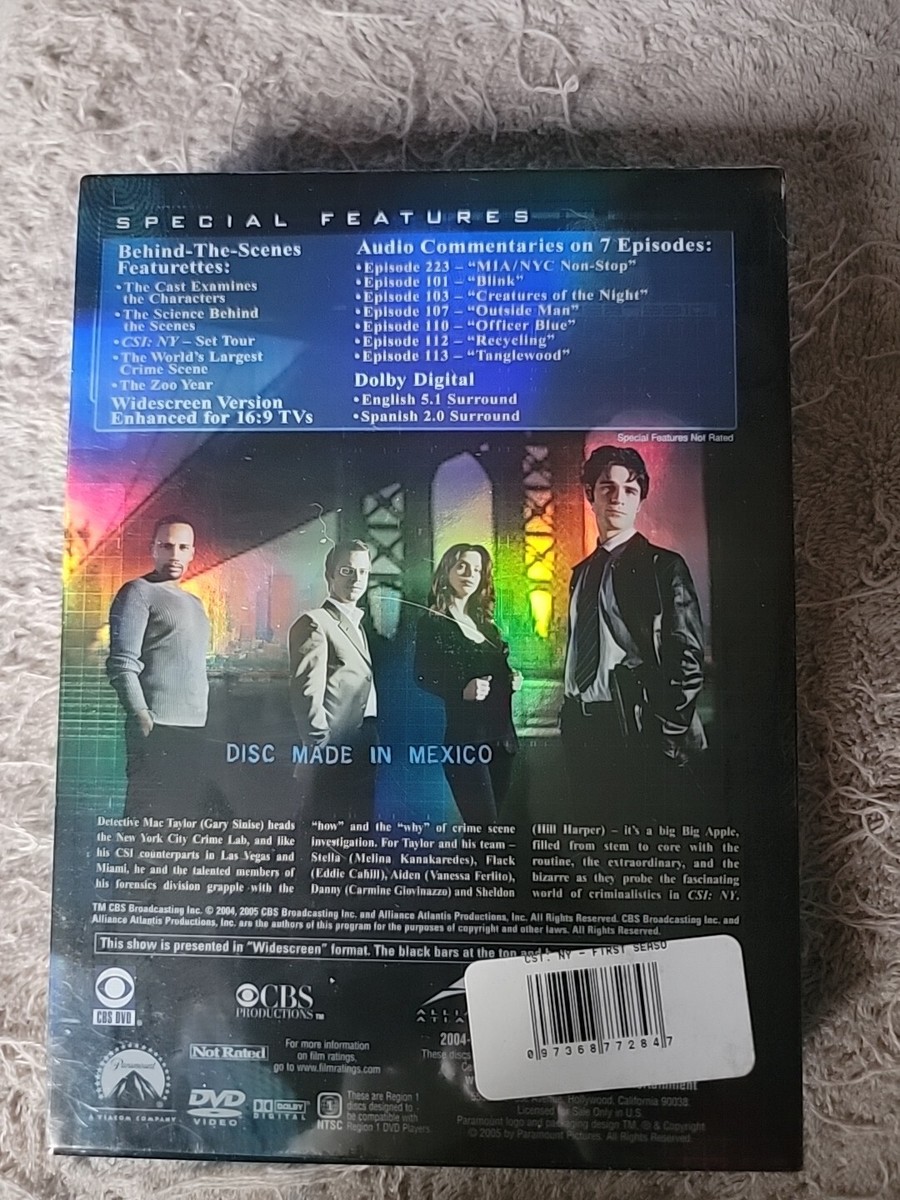 SPECIAL FEATURES
Behind-The-Scenes
Featurettes:
•The Cast Examines
the Characters
•The Science Behind
the Scenes
•CSI: NY – Set Tour
•The World's Largest
Crime Scene
•The Zoo Year
Widescreen Version
Enhanced for 16:9 TVs
Audio Commentaries on 7 Episodes:
•Episode 223 – "MIA/NYC Non-Stop"
•Episode 101 – "Blink"
•Episode 103 – "Creatures of the Night"
•Episode 107 – "Outside Man"
•Episode 110 – "Officer Blue"
•Episode 112 – "Recycling"
•Episode 113 – "Tanglewood"
Dolby Digital
•English 5.1 Surround
•Spanish 2.0 Surround
Special Features Not Rated
DISC MADE IN MEXICO
Detective Mac Taylor (Gary Sinise) heads
the New York City Crime Lab, and like
his CSI counterparts in Las Vegas and
Miami, he and the talented members of
his forensics division grapple with the
"how" and the "why" of crime scene
investigation. For Taylor and his team –
Stella (Melina Kanakaredes), Flack
(Eddie Cahill), Aiden (Vanessa Ferlito),
Danny (Carmine Giovinazzo) and Sheldon
(Hill Harper) – it's a big Big Apple,
filled from stem to core with the
routine, the extraordinary, and the
bizarre as they probe the fascinating
world of criminalistics in CSI: NY.
TM CBS Broadcasting Inc. © 2004, 2005 CBS Broadcasting Inc. and Alliance Atlantis Productions, Inc. All Rights Reserved. CBS Broadcasting Inc. and
Alliance Atlantis Productions, Inc. are the authors of this program for the purposes of copyright and other laws. All Rights Reserved.
This show is presented in "Widescreen" format. The black bars at the top and
CST: NY - FIRST SEASO
0 97368 77284 7
CBS DVD
CBS
PRODUCTIONS TM
2004-
These discs
Paramount
A VIACOM COMPANY
Not Rated
For more information
on film ratings,
go to www.filmratings.com
DVD
VIDEO
DOLBY
DIGITAL
1
NTSC
These are Region 1
discs designed to
be compatible with
Region 1 DVD Players.
Avenue, Hollywood, California 90038.
Licensed for Sale Only in U.S.
Paramount logo and packaging design TM, ® & Copyright
© 2005 by Paramount Pictures. All Rights Reserved.